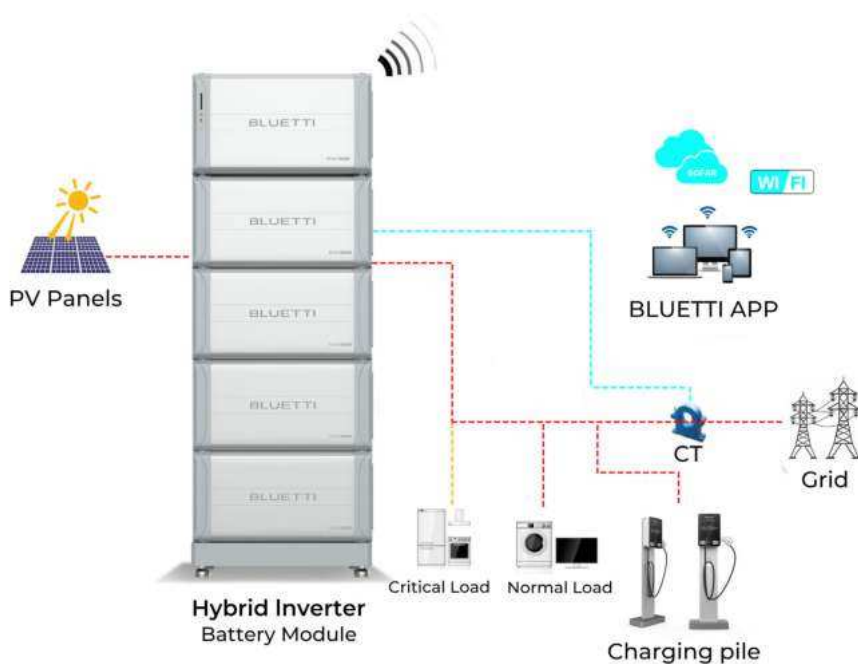 BLUETTI
BLUETTI
BLUETTI
BLUETTI
BLUETTI
SOFAR
WI FI
PV Panels
BLUETTI APP
CT
Grid
Critical Load
Normal Load
Hybrid Inverter
Battery Module
Charging pile